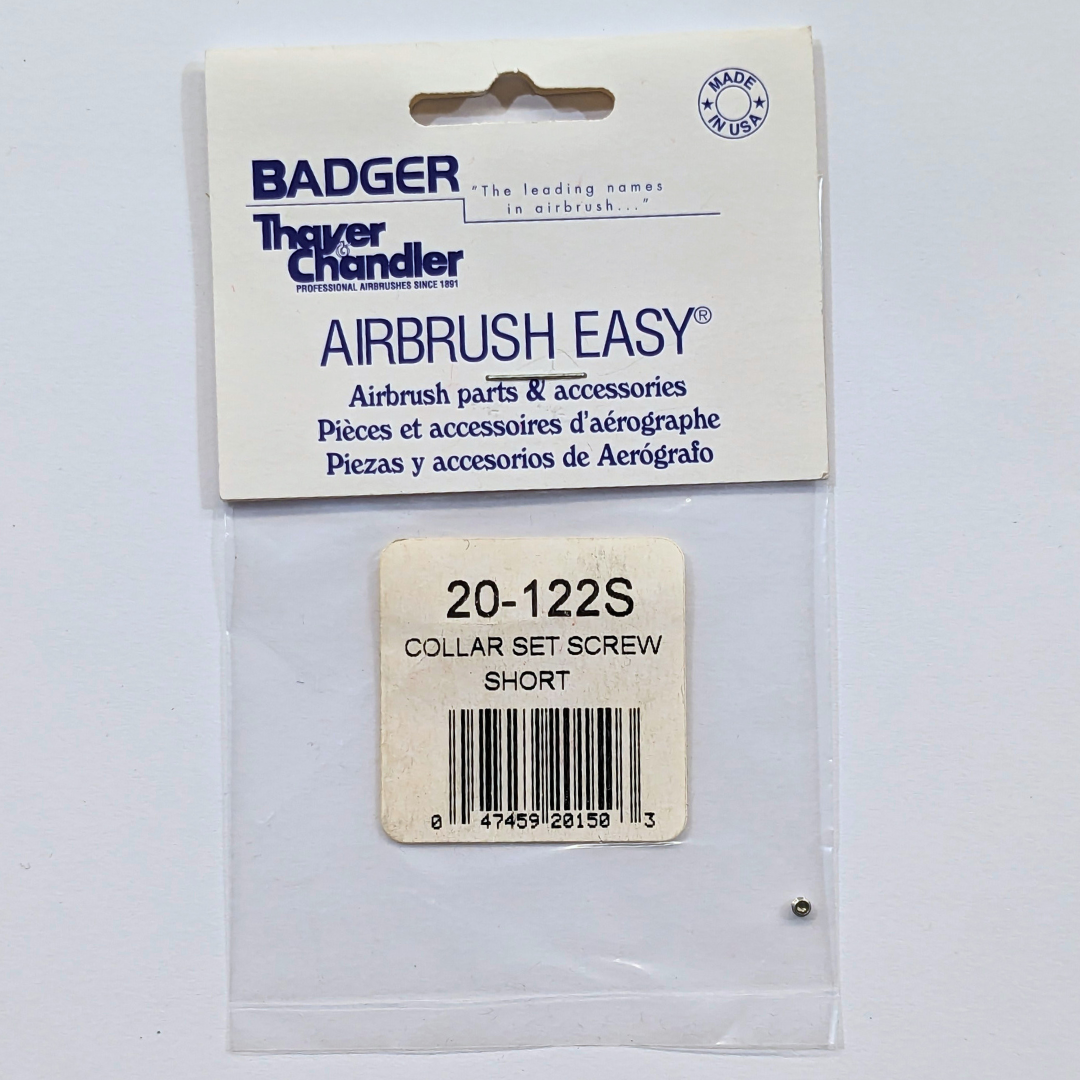 MADE
IN USA
BADGER
"The leading names
in airbrush..."
Thayer
& Chandler
PROFESSIONAL AIRBRUSHES SINCE 1891
AIRBRUSH EASY®
Airbrush parts & accessories
Pièces et accessoires d'aérographe
Piezas y accesorios de Aerógrafo
20-122S
COLLAR SET SCREW
SHORT
0 47459 20150 3